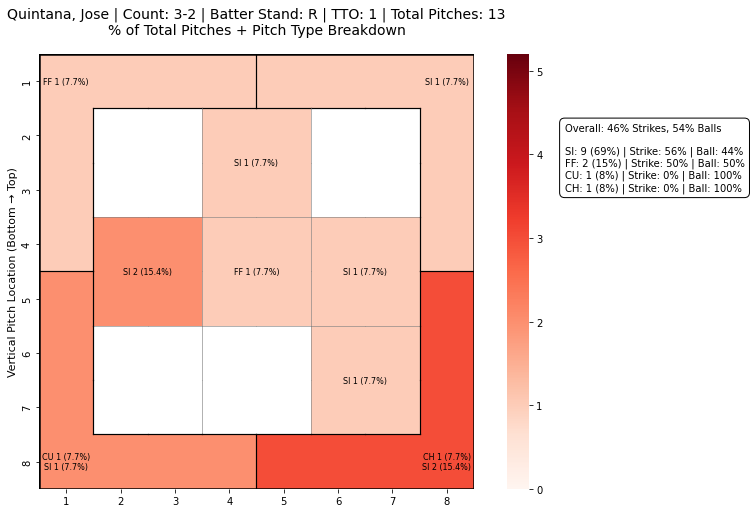 Quintana, Jose | Count: 3-2 | Batter Stand: R | TTO: 1 | Total Pitches: 13
% of Total Pitches + Pitch Type Breakdown
FF 1 (7.7%)
SI 1 (7.7%)
SI 1 (7.7%)
SI 2 (15.4%)
FF 1 (7.7%)
SI 1 (7.7%)
SI 1 (7.7%)
CU 1 (7.7%)
SI 1 (7.7%)
CH 1 (7.7%)
SI 2 (15.4%)
Vertical Pitch Location (Bottom → Top)
1
2
3
4
5
6
7
8
1 2 3 4 5 6 7 8
5
4
3
2
1
0
Overall: 46% Strikes, 54% Balls
SI: 9 (69%) | Strike: 56% | Ball: 44%
FF: 2 (15%) | Strike: 50% | Ball: 50%
CU: 1 (8%) | Strike: 0% | Ball: 100%
CH: 1 (8%) | Strike: 0% | Ball: 100%